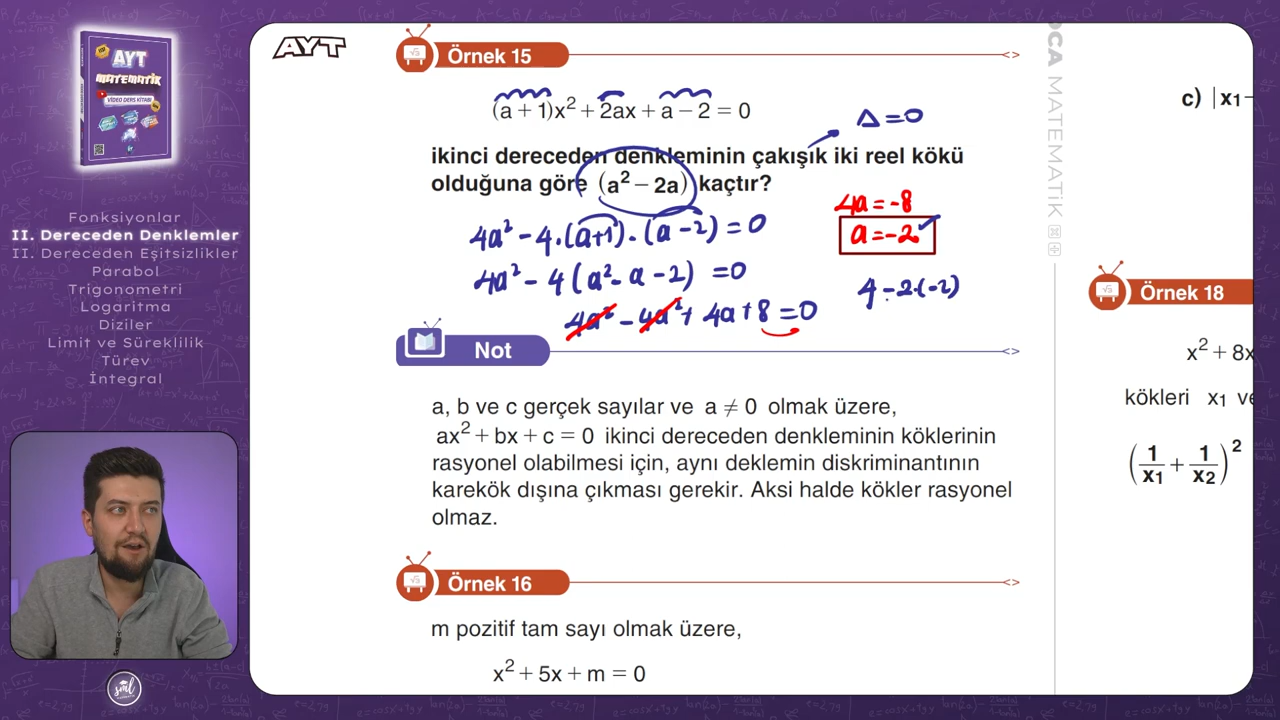 AYT
MATEMATİK
VİDEO DERS KİTABI
Fonksiyonlar
II. Dereceden Denklemler
II. Dereceden Eşitsizlikler
Parabol
Trigonometri
Logaritma
Diziler
Limit ve Süreklilik
Türev
İntegral
sml
AYT
Örnek 15
(a + 1)x² + 2ax + a − 2 = 0
Δ = 0
ikinci dereceden denkleminin çakışık iki reel kökü
olduğuna göre (a² − 2a) kaçtır?
4a² − 4.(a+1).(a−2) = 0
4a² − 4(a² − a − 2) = 0
4a² − 4a² + 4a + 8 = 0
4a = −8
a = −2
4 − 2.(−2)
Not
a, b ve c gerçek sayılar ve a ≠ 0 olmak üzere,
ax² + bx + c = 0 ikinci dereceden denkleminin köklerinin
rasyonel olabilmesi için, aynı deklemin diskriminantının
karekök dışına çıkması gerekir. Aksi halde kökler rasyonel
olmaz.
Örnek 16
m pozitif tam sayı olmak üzere,
x² + 5x + m = 0
OCA MATEMATİK
c) |x₁ −
Örnek 18
x² + 8x
kökleri x₁ ve
(1/x₁ + 1/x₂)²